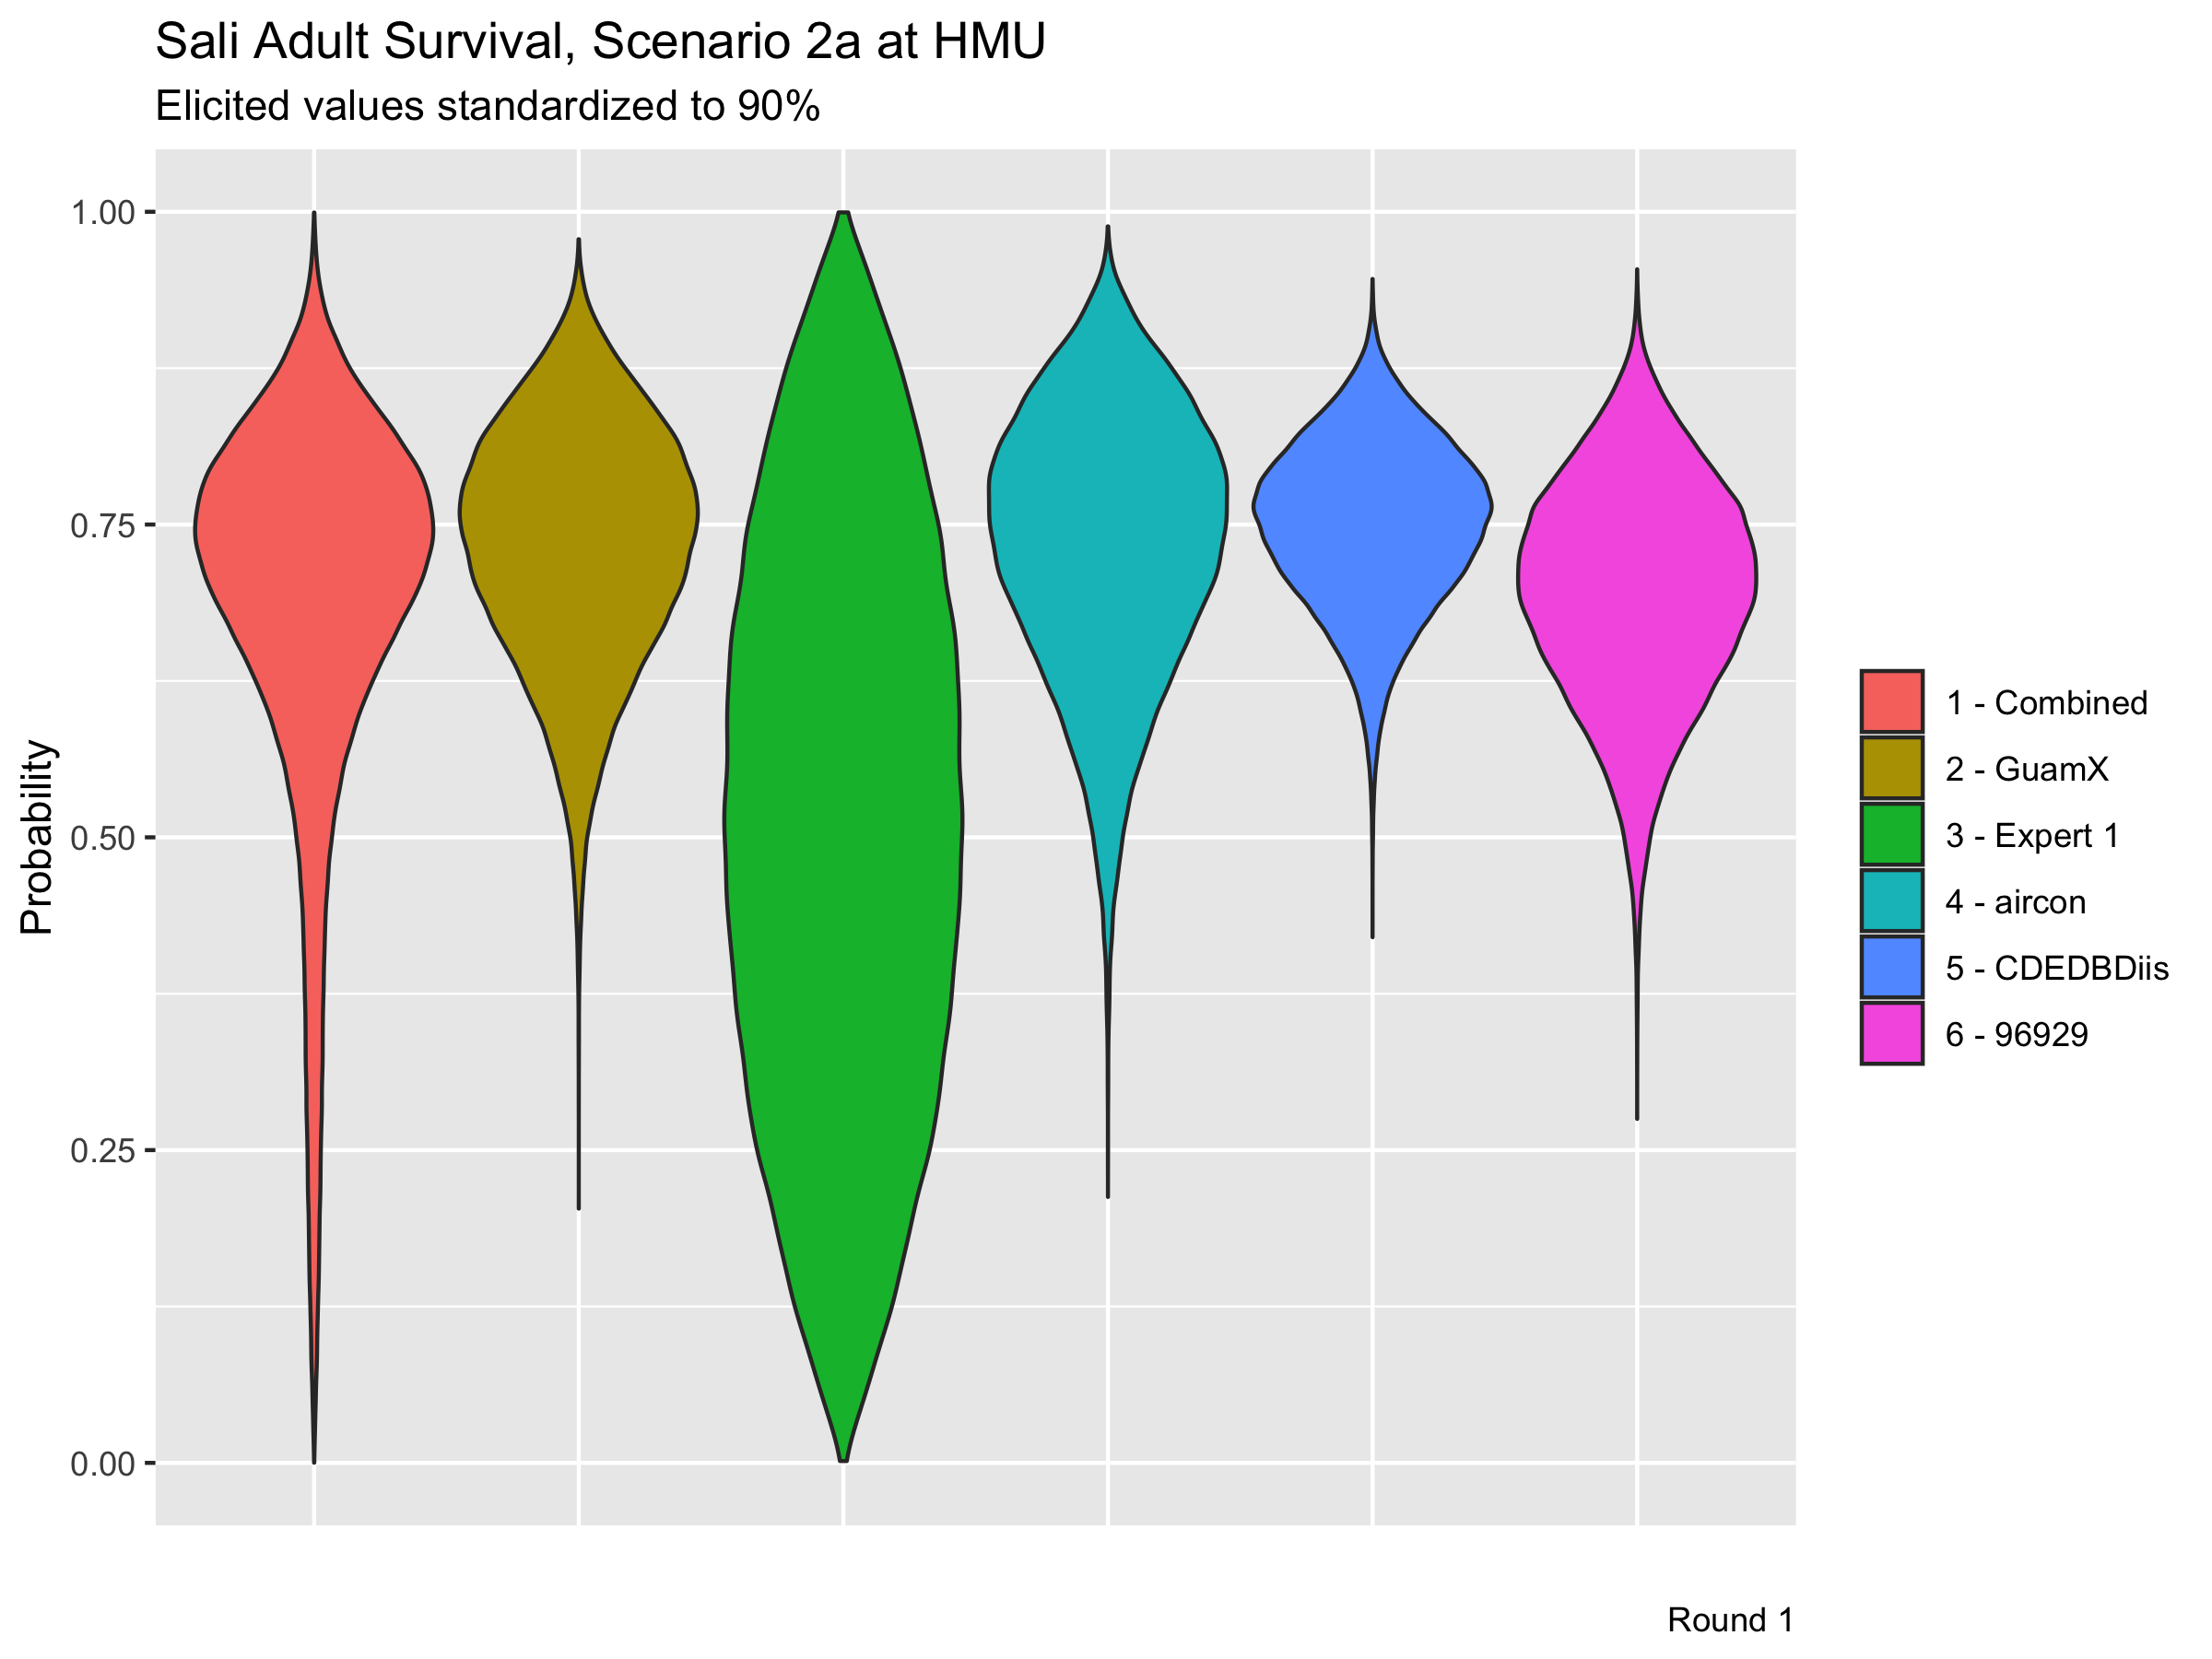 Sali Adult Survival, Scenario 2a at HMU
Elicited values standardized to 90%
Probability
1.00
0.75
0.50
0.25
0.00
1 - Combined
2 - GuamX
3 - Expert 1
4 - aircon
5 - CDEDBDiis
6 - 96929
Round 1